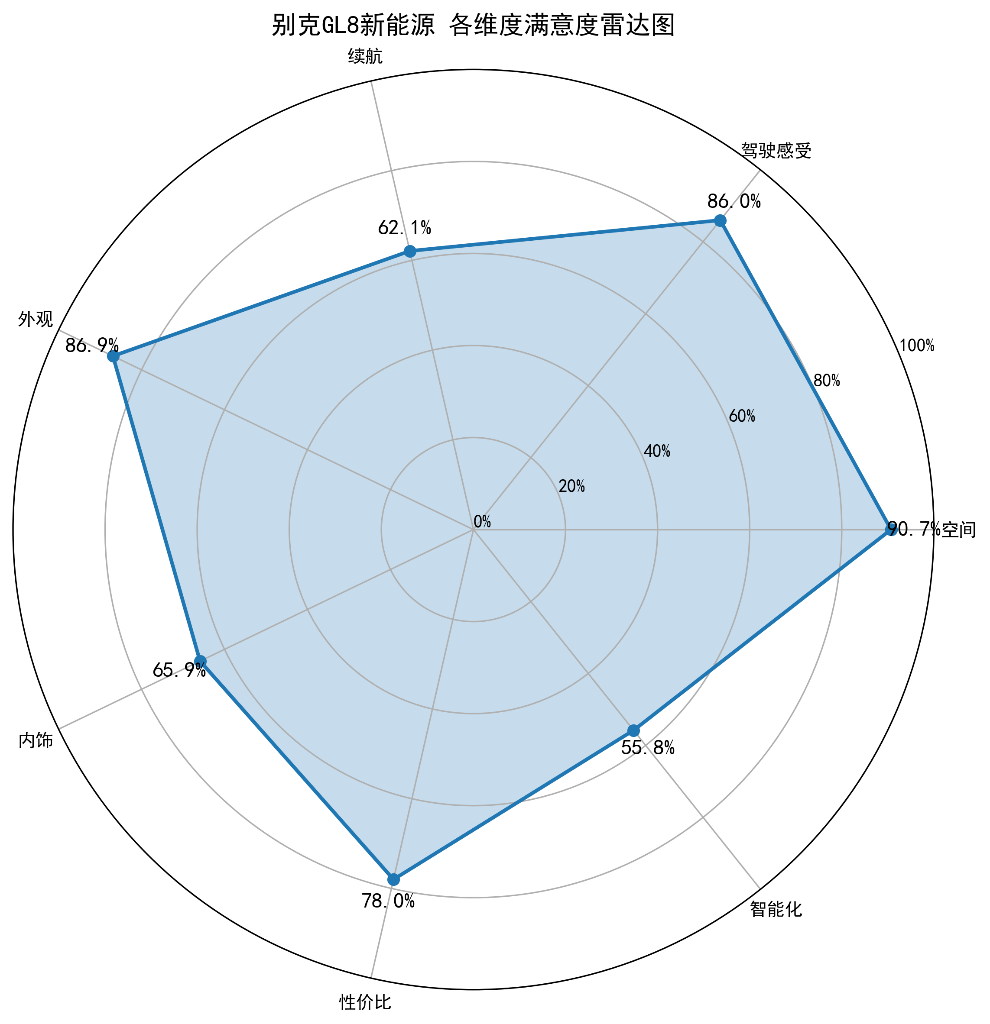 别克GL8新能源 各维度满意度雷达图
续航
驾驶感受
86.0%
62.1%
外观
86.9%
100%
80%
60%
40%
20%
0%
90.7%
空间
65.9%
内饰
55.8%
78.0%
智能化
性价比